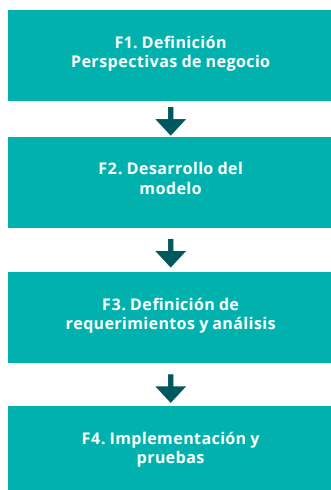 F1. Definición
Perspectivas de negocio
F2. Desarrollo del
modelo
F3. Definición de
requerimientos y análisis
F4. Implementación y
pruebas